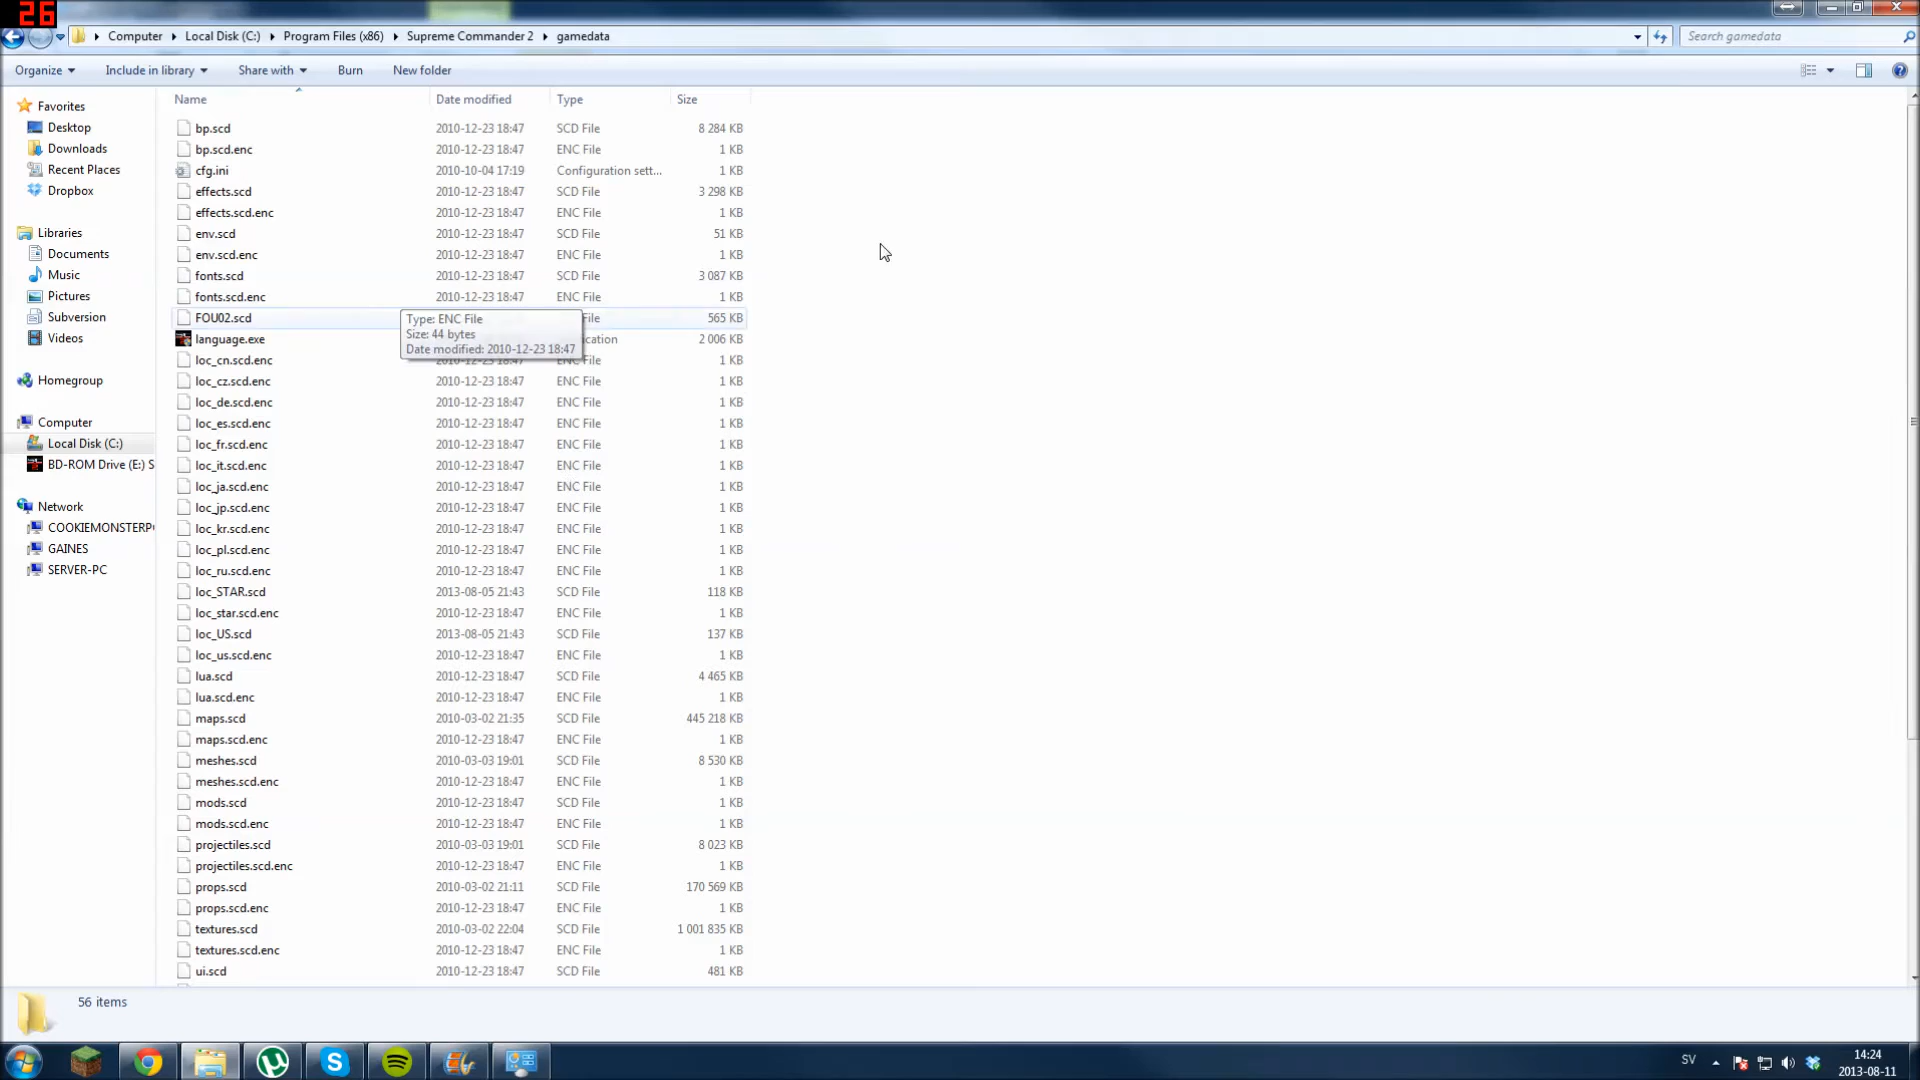 26
Computer Local Disk (C:) Program Files (x86) Supreme Commander 2 gamedata Search gamedata
Organize Include in library Share with Burn New folder
Name Date modified Type Size
Favorites
Desktop
Downloads
Recent Places
Dropbox
Libraries
Documents
Music
Pictures
Subversion
Videos
Homegroup
Computer
Local Disk (C:)
BD-ROM Drive (E:) S
Network
COOKIEMONSTERP
GAINES
SERVER-PC
bp.scd 2010-12-23 18:47 SCD File 8 284 KB
bp.scd.enc 2010-12-23 18:47 ENC File 1 KB
cfg.ini 2010-10-04 17:19 Configuration sett... 1 KB
effects.scd 2010-12-23 18:47 SCD File 3 298 KB
effects.scd.enc 2010-12-23 18:47 ENC File 1 KB
env.scd 2010-12-23 18:47 SCD File 51 KB
env.scd.enc 2010-12-23 18:47 ENC File 1 KB
fonts.scd 2010-12-23 18:47 SCD File 3 087 KB
fonts.scd.enc 2010-12-23 18:47 ENC File 1 KB
FOU02.scd File 565 KB
language.exe cation 2 006 KB
Type: ENC File
Size: 44 bytes
Date modified: 2010-12-23 18:47
loc_cn.scd.enc 2010-12-23 18:47 ENC File 1 KB
loc_cz.scd.enc 2010-12-23 18:47 ENC File 1 KB
loc_de.scd.enc 2010-12-23 18:47 ENC File 1 KB
loc_es.scd.enc 2010-12-23 18:47 ENC File 1 KB
loc_fr.scd.enc 2010-12-23 18:47 ENC File 1 KB
loc_it.scd.enc 2010-12-23 18:47 ENC File 1 KB
loc_ja.scd.enc 2010-12-23 18:47 ENC File 1 KB
loc_jp.scd.enc 2010-12-23 18:47 ENC File 1 KB
loc_kr.scd.enc 2010-12-23 18:47 ENC File 1 KB
loc_pl.scd.enc 2010-12-23 18:47 ENC File 1 KB
loc_ru.scd.enc 2010-12-23 18:47 ENC File 1 KB
loc_STAR.scd 2013-08-05 21:43 SCD File 118 KB
loc_star.scd.enc 2010-12-23 18:47 ENC File 1 KB
loc_US.scd 2013-08-05 21:43 SCD File 137 KB
loc_us.scd.enc 2010-12-23 18:47 ENC File 1 KB
lua.scd 2010-12-23 18:47 SCD File 4 465 KB
lua.scd.enc 2010-12-23 18:47 ENC File 1 KB
maps.scd 2010-03-02 21:35 SCD File 445 218 KB
maps.scd.enc 2010-12-23 18:47 ENC File 1 KB
meshes.scd 2010-03-03 19:01 SCD File 8 530 KB
meshes.scd.enc 2010-12-23 18:47 ENC File 1 KB
mods.scd 2010-12-23 18:47 SCD File 1 KB
mods.scd.enc 2010-12-23 18:47 ENC File 1 KB
projectiles.scd 2010-03-03 19:01 SCD File 8 023 KB
projectiles.scd.enc 2010-12-23 18:47 ENC File 1 KB
props.scd 2010-03-02 21:11 SCD File 170 569 KB
props.scd.enc 2010-12-23 18:47 ENC File 1 KB
textures.scd 2010-03-02 22:04 SCD File 1 001 835 KB
textures.scd.enc 2010-12-23 18:47 ENC File 1 KB
ui.scd 2010-12-23 18:47 SCD File 481 KB
56 items
SV
14:24
2013-08-11